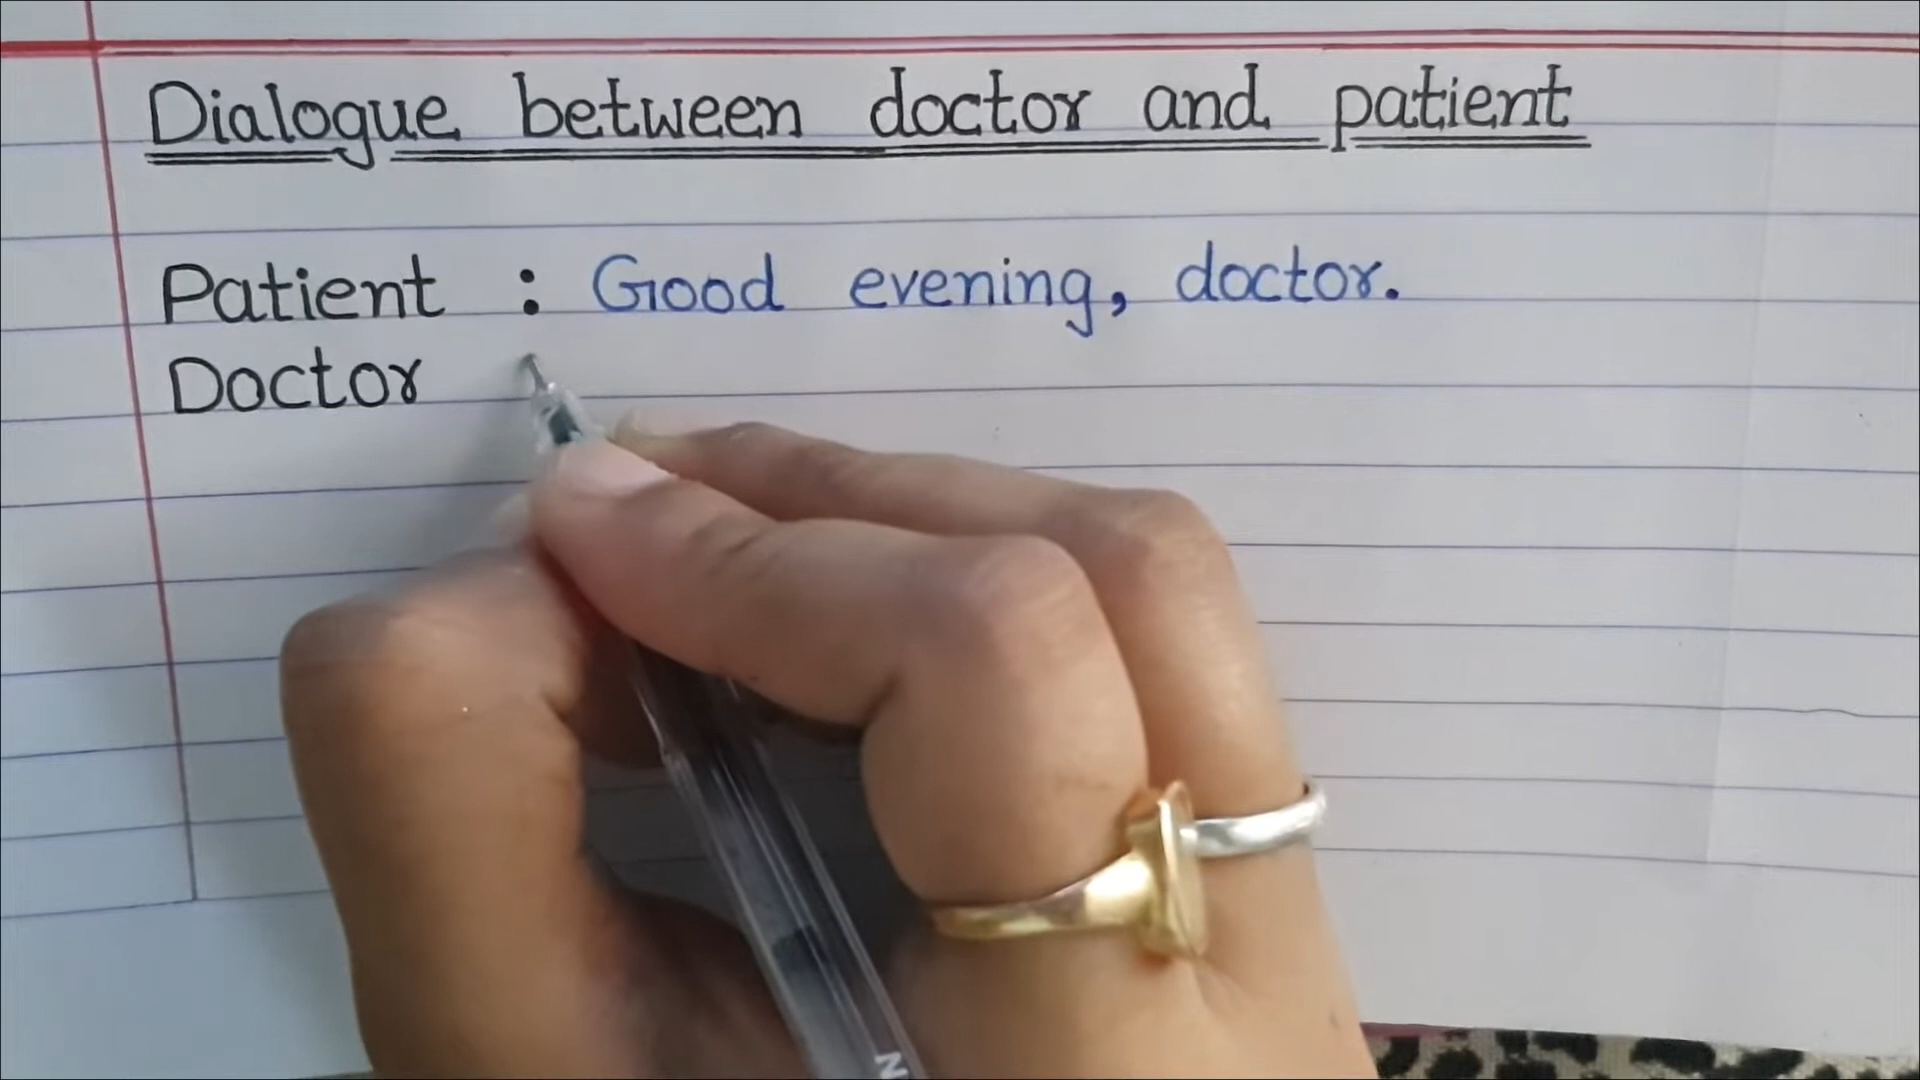 Dialogue between doctor and patient
Patient : Good evening, doctor.
Doctor
N